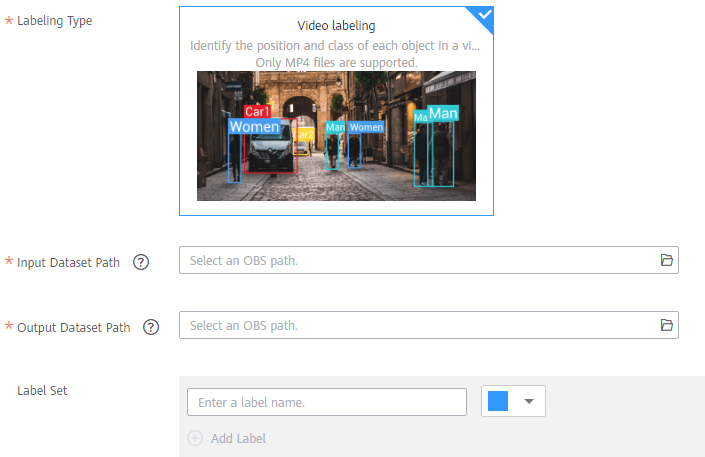 * Labeling Type
Video labeling
Identify the position and class of each object in a vi...
Only MP4 files are supported.
Car1
Women
Car2
Man
Women
Ma
Man
* Input Dataset Path ?
Select an OBS path.
* Output Dataset Path ?
Select an OBS path.
Label Set
Enter a label name.
Add Label